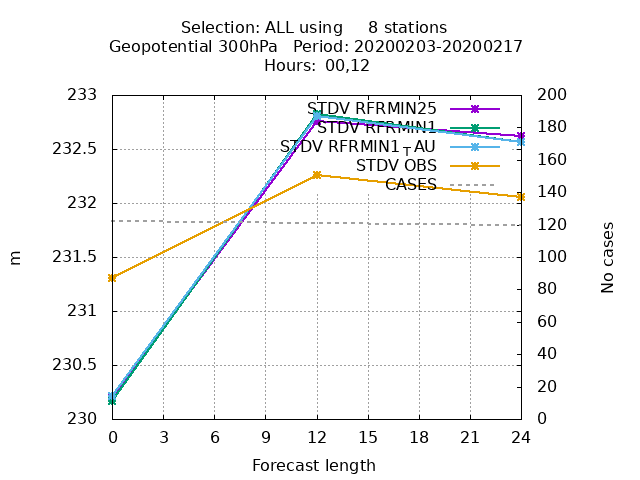 Selection: ALL using     8 stations
Geopotential 300hPa   Period: 20200203-20200217
Hours: 00,12
233
232.5
232
231.5
231
230.5
230
m
STDV RFRMIN25
STDV RFRMIN1
STDV RFRMIN1_TAU
STDV OBS
CASES
200
180
160
140
120
100
80
60
40
20
0
No cases
0 3 6 9 12 15 18 21 24
Forecast length